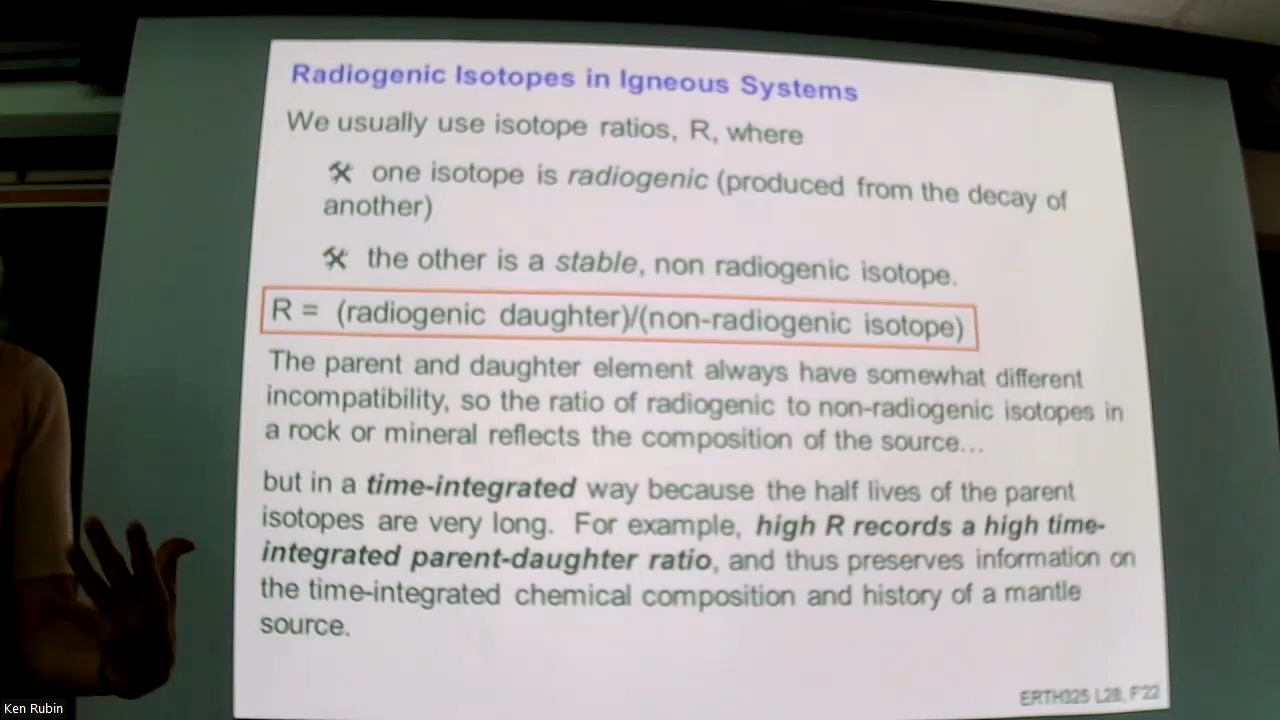 Radiogenic Isotopes in Igneous Systems
We usually use isotope ratios, R, where
one isotope is radiogenic (produced from the decay of
another)
the other is a stable, non radiogenic isotope.
R = (radiogenic daughter)/(non-radiogenic isotope)
The parent and daughter element always have somewhat different
incompatibility, so the ratio of radiogenic to non-radiogenic isotopes in
a rock or mineral reflects the composition of the source...
but in a time-integrated way because the half lives of the parent
isotopes are very long. For example, high R records a high time-
integrated parent-daughter ratio, and thus preserves information on
the time-integrated chemical composition and history of a mantle
source.
ERTH325 L28, F'22
Ken Rubin